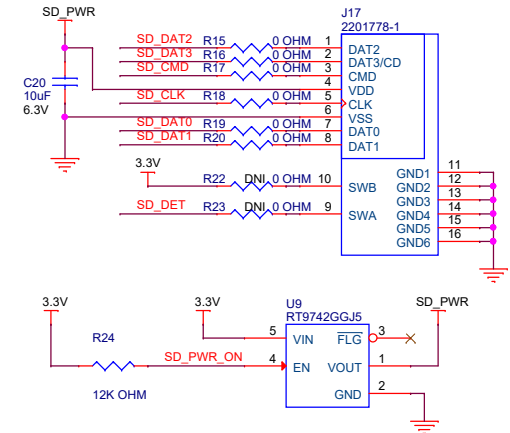 SD_PWR
J17
2201778-1
SD_DAT2 R15 0 OHM 1 DAT2
SD_DAT3 R16 0 OHM 2 DAT3/CD
SD_CMD R17 0 OHM 3 CMD
4 VDD
SD_CLK R18 0 OHM 5 CLK
6 VSS
SD_DAT0 R19 0 OHM 7 DAT0
SD_DAT1 R20 0 OHM 8 DAT1
C20
10uF
6.3V
3.3V
R22 DNI 0 OHM 10 SWB
SD_DET R23 DNI 0 OHM 9 SWA
GND1 11
GND2 12
GND3 13
GND4 14
GND5 15
GND6 16
3.3V
3.3V
U9
RT9742GGJ5
SD_PWR
R24
12K OHM
5 VIN FLG 3
SD_PWR_ON 4 EN VOUT 1
GND 2